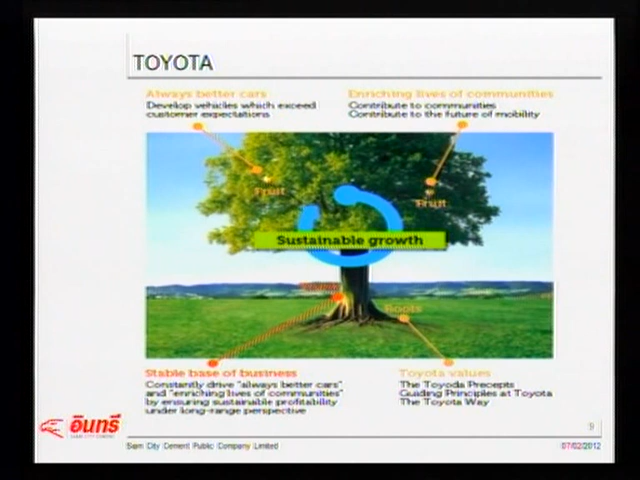 TOYOTA
Always better cars
Develop vehicles which exceed
customer expectations
Enriching lives of communities
Contribute to communities
Contribute to the future of mobility
Fruit
Fruit
Sustainable growth
Roots
Stable base of business
Constantly drive "always better cars"
and "enriching lives of communities"
by ensuring sustainable profitability
under long-range perspective
Toyota values
The Toyoda Precepts
Guiding Principles at Toyota
The Toyota Way
อินทรี
SIAM CITY CEMENT
9
Siam City Cement Public Company Limited
07/02/2012